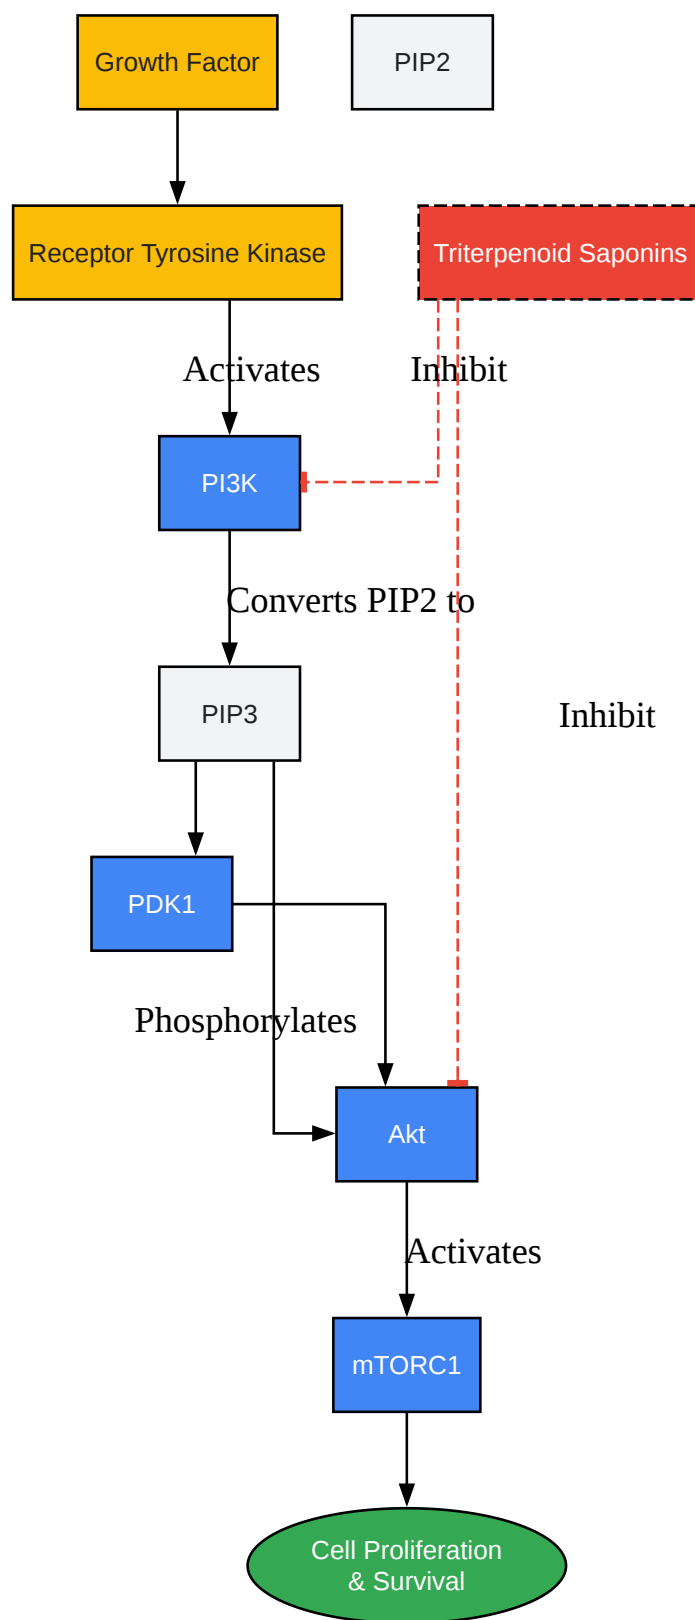 Growth Factor
PIP2
Receptor Tyrosine Kinase
Triterpenoid Saponins
Activates
Inhibit
PI3K
Converts PIP2 to
PIP3
Inhibit
PDK1
Phosphorylates
Akt
Activates
mTORC1
Cell Proliferation
& Survival